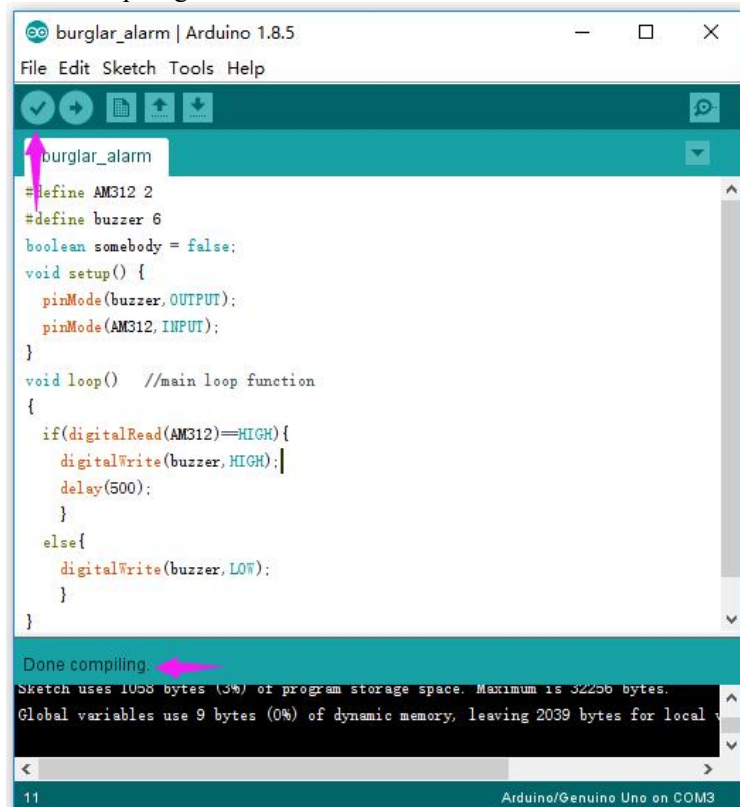 burglar_alarm | Arduino 1.8.5
File Edit Sketch Tools Help
burglar_alarm
#define AM312 2
#define buzzer 6
boolean somebody = false;
void setup() {
  pinMode(buzzer,OUTPUT);
  pinMode(AM312,INPUT);
}
void loop()   //main loop function
{
  if(digitalRead(AM312)==HIGH){
    digitalWrite(buzzer,HIGH);
    delay(500);
    }
  else{
    digitalWrite(buzzer,LOW);
    }
}
Done compiling.
Sketch uses 1058 bytes (3%) of program storage space. Maximum is 32256 bytes.
Global variables use 9 bytes (0%) of dynamic memory, leaving 2039 bytes for local
11
Arduino/Genuino Uno on COM3